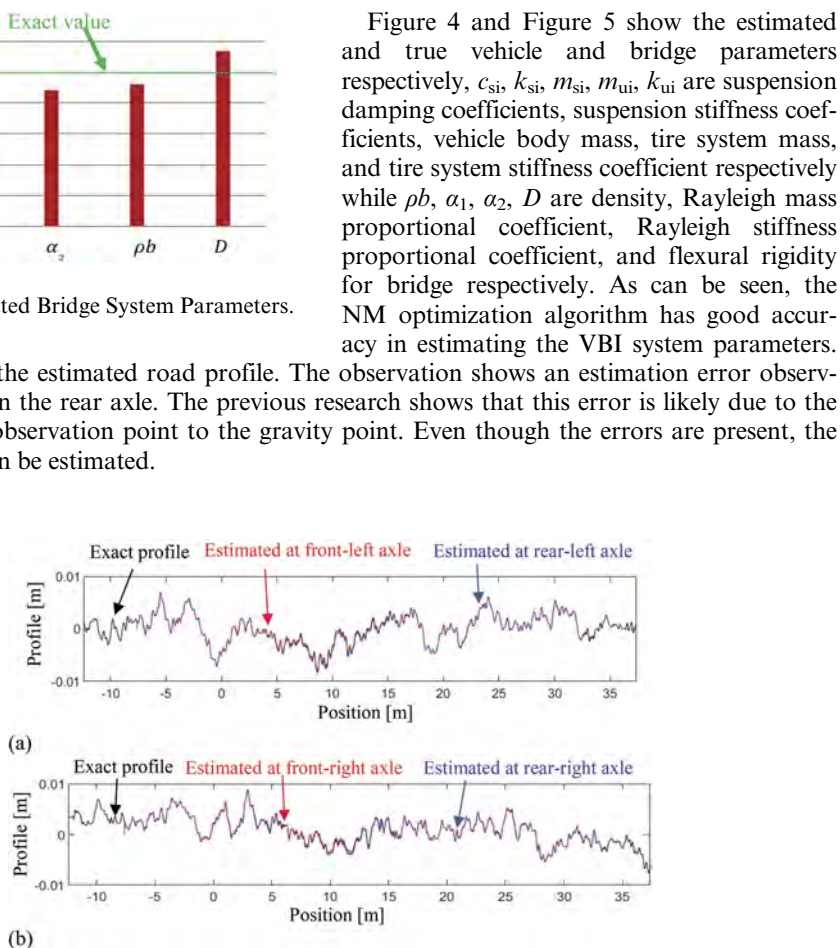 Exact value
α₂
ρb
D
ted Bridge System Parameters.
Figure 4 and Figure 5 show the estimated
and true vehicle and bridge parameters
respectively, c_si, k_si, m_si, m_ui, k_ui are suspension
damping coefficients, suspension stiffness coef-
ficients, vehicle body mass, tire system mass,
and tire system stiffness coefficient respectively
while ρb, α₁, α₂, D are density, Rayleigh mass
proportional coefficient, Rayleigh stiffness
proportional coefficient, and flexural rigidity
for bridge respectively. As can be seen, the
NM optimization algorithm has good accur-
acy in estimating the VBI system parameters.
the estimated road profile. The observation shows an estimation error observ-
n the rear axle. The previous research shows that this error is likely due to the
observation point to the gravity point. Even though the errors are present, the
n be estimated.
Exact profile
Estimated at front-left axle
Estimated at rear-left axle
0.01
0
-0.01
Profile [m]
-10 -5 0 5 10 15 20 25 30 35
Position [m]
(a)
Exact profile
Estimated at front-right axle
Estimated at rear-right axle
0.01
0
-0.01
Profile [m]
-10 -5 0 5 10 15 20 25 30 35
Position [m]
(b)